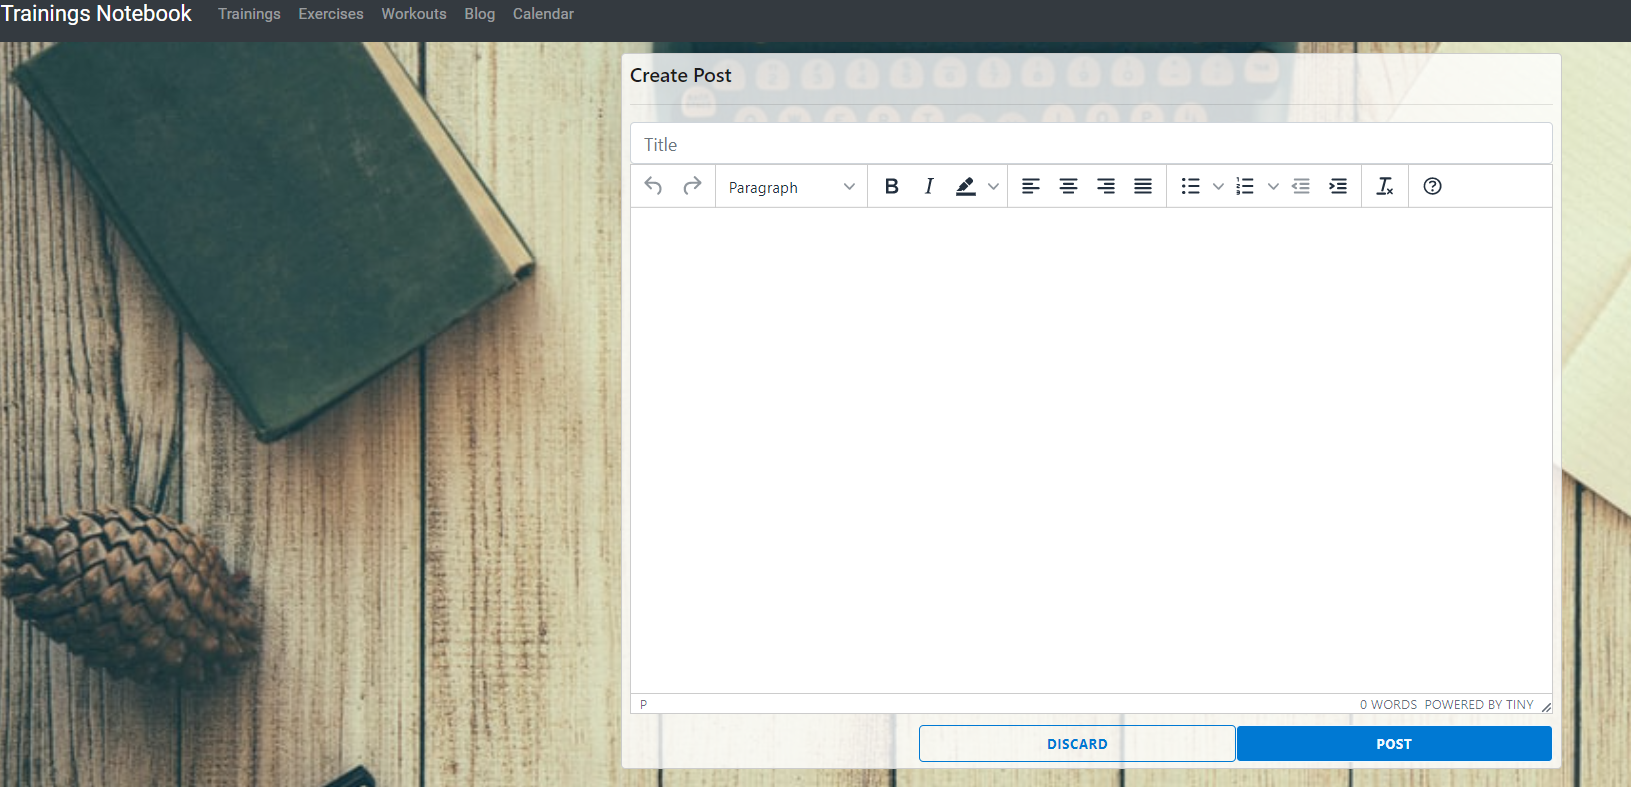 Trainings Notebook Trainings Exercises Workouts Blog Calendar
Create Post
Title
Paragraph B I
P 0 WORDS POWERED BY TINY
DISCARD POST